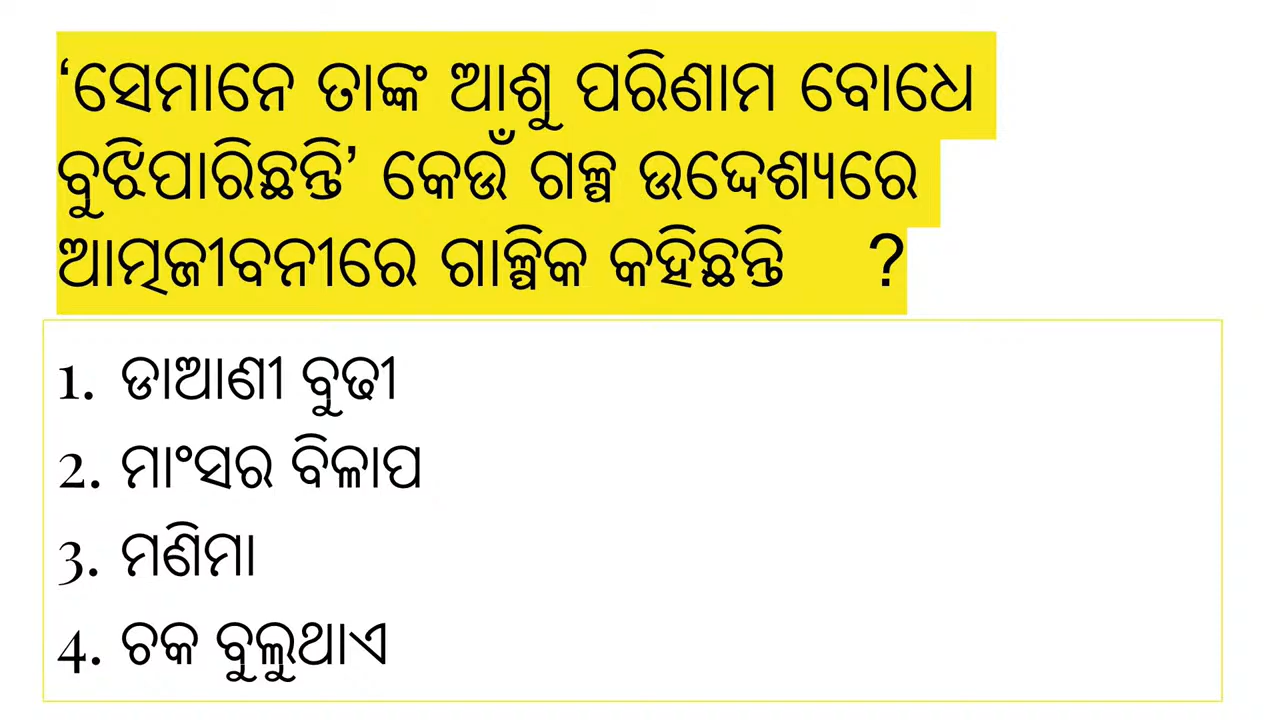 ‘ସେମାନେ ତାଙ୍କ ଆଶୁ ପରିଣାମ ବୋଧେ
ବୁଝିପାରିଛନ୍ତି’ କେଉଁ ଗଳ୍ପ ଉଦ୍ଦେଶ୍ୟରେ
ଆତ୍ମଜୀବନୀରେ ଗାଳ୍ପିକ କହିଛନ୍ତି ?
1. ଡାଆଣୀ ବୁଢୀ
2. ମାଂସର ବିଳାପ
3. ମଣିମା
4. ଚକ ବୁଲୁଥାଏ